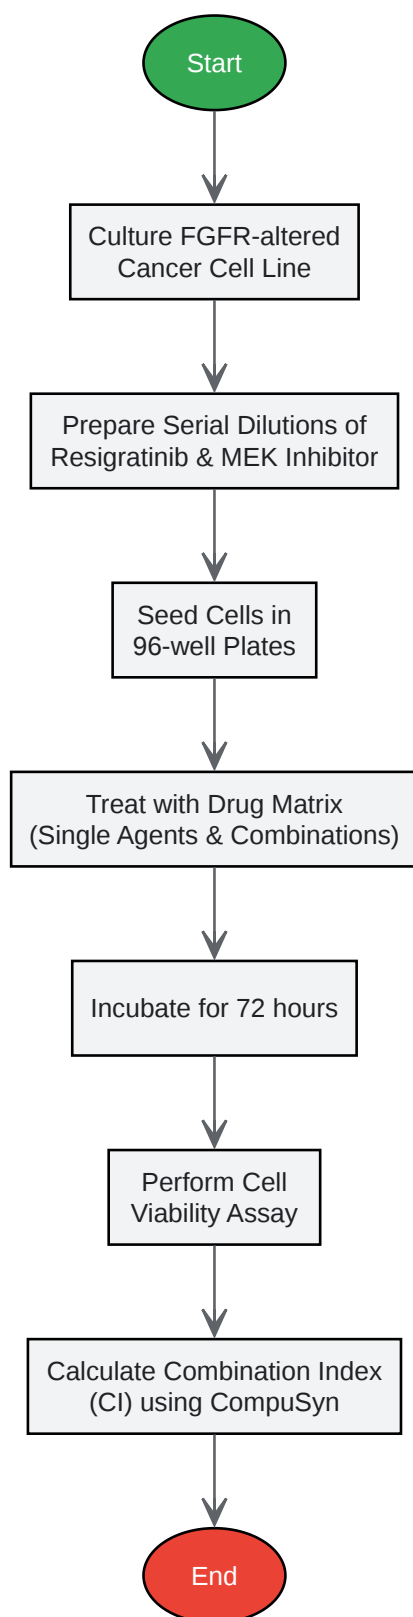 Start
Culture FGFR-altered
Cancer Cell Line
Prepare Serial Dilutions of
Resigratinib & MEK Inhibitor
Seed Cells in
96-well Plates
Treat with Drug Matrix
(Single Agents & Combinations)
Incubate for 72 hours
Perform Cell
Viability Assay
Calculate Combination Index
(CI) using CompuSyn
End